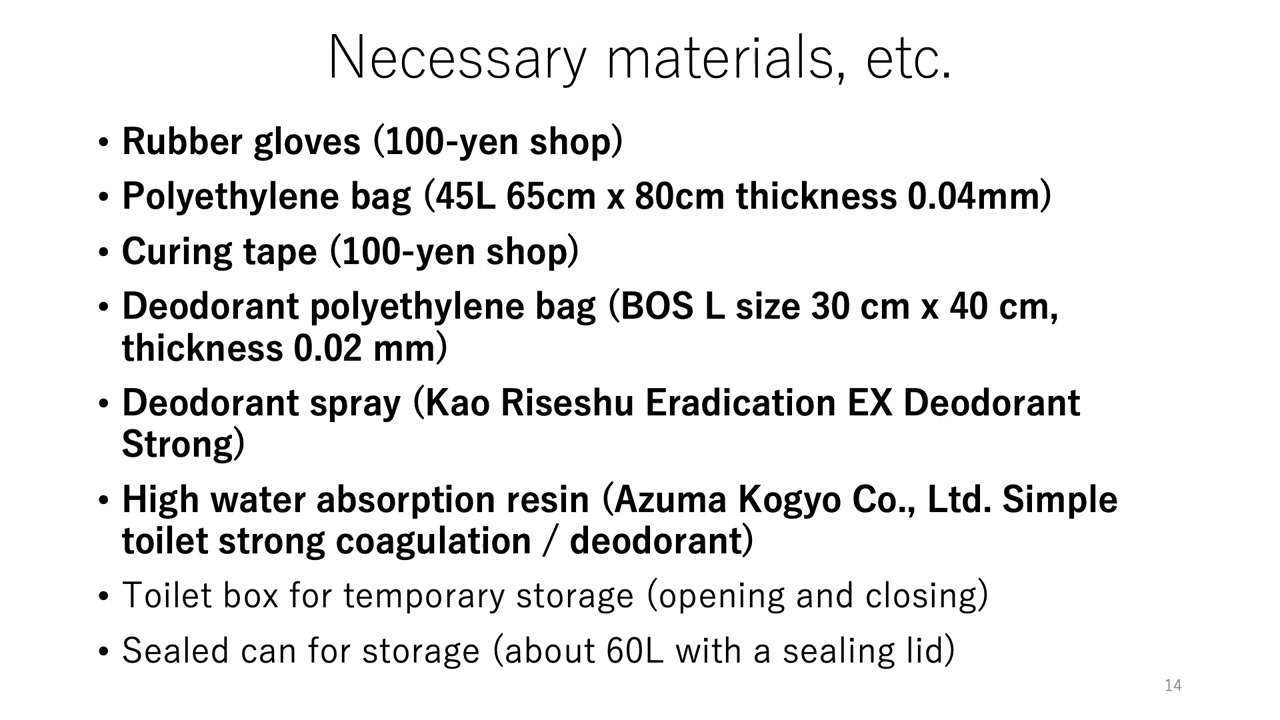 Necessary materials, etc.
• Rubber gloves (100-yen shop)
• Polyethylene bag (45L 65cm x 80cm thickness 0.04mm)
• Curing tape (100-yen shop)
• Deodorant polyethylene bag (BOS L size 30 cm x 40 cm,
thickness 0.02 mm)
• Deodorant spray (Kao Riseshu Eradication EX Deodorant
Strong)
• High water absorption resin (Azuma Kogyo Co., Ltd. Simple
toilet strong coagulation / deodorant)
• Toilet box for temporary storage (opening and closing)
• Sealed can for storage (about 60L with a sealing lid)
14